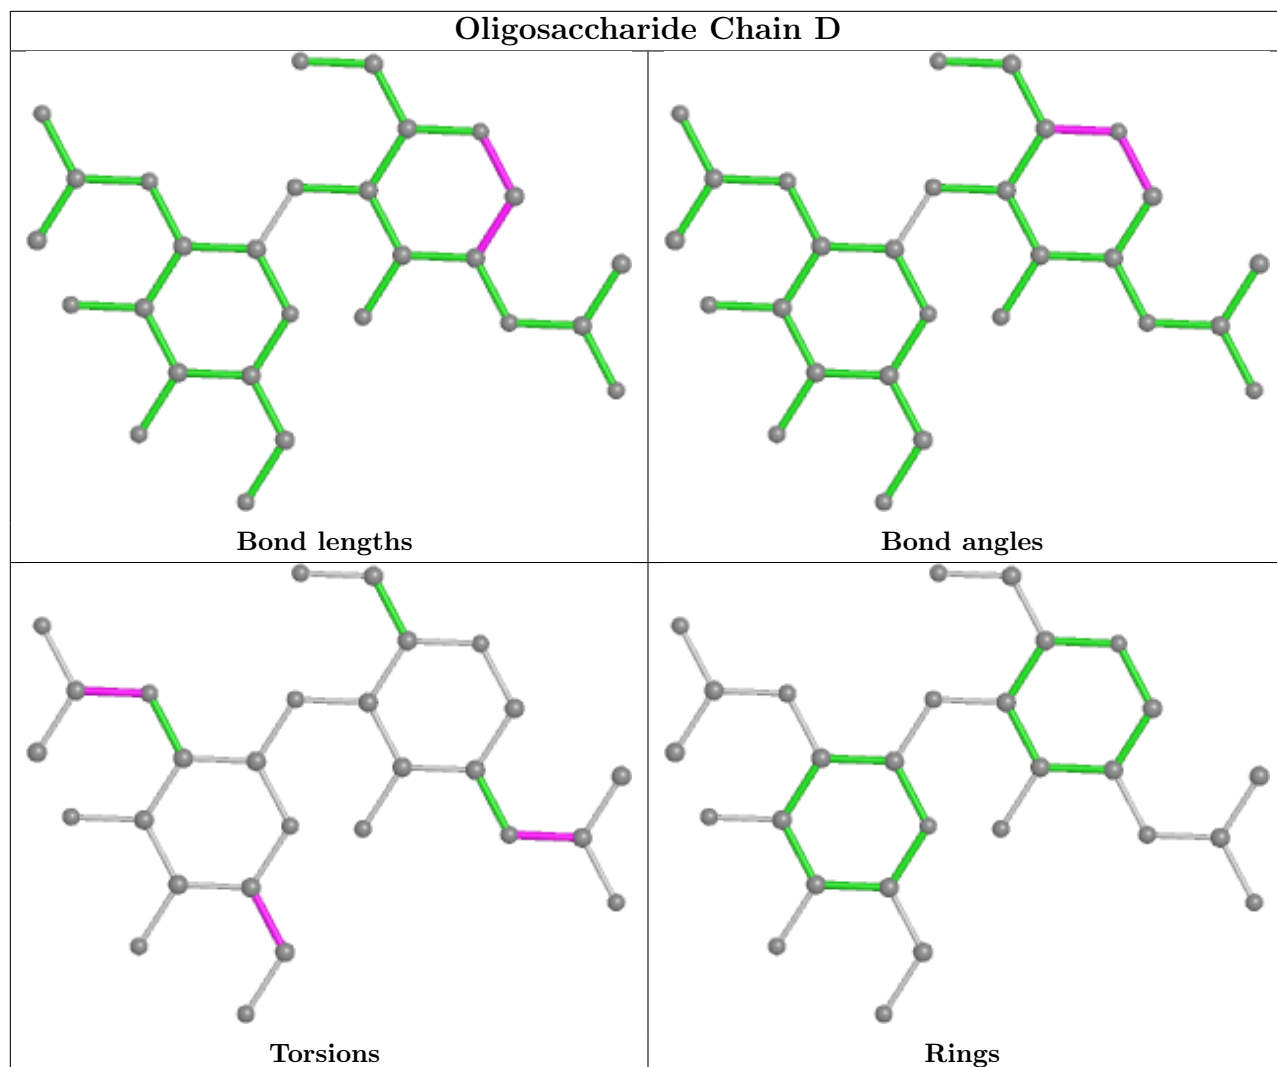 Oligosaccharide Chain D
Bond lengths
Bond angles
Torsions
Rings